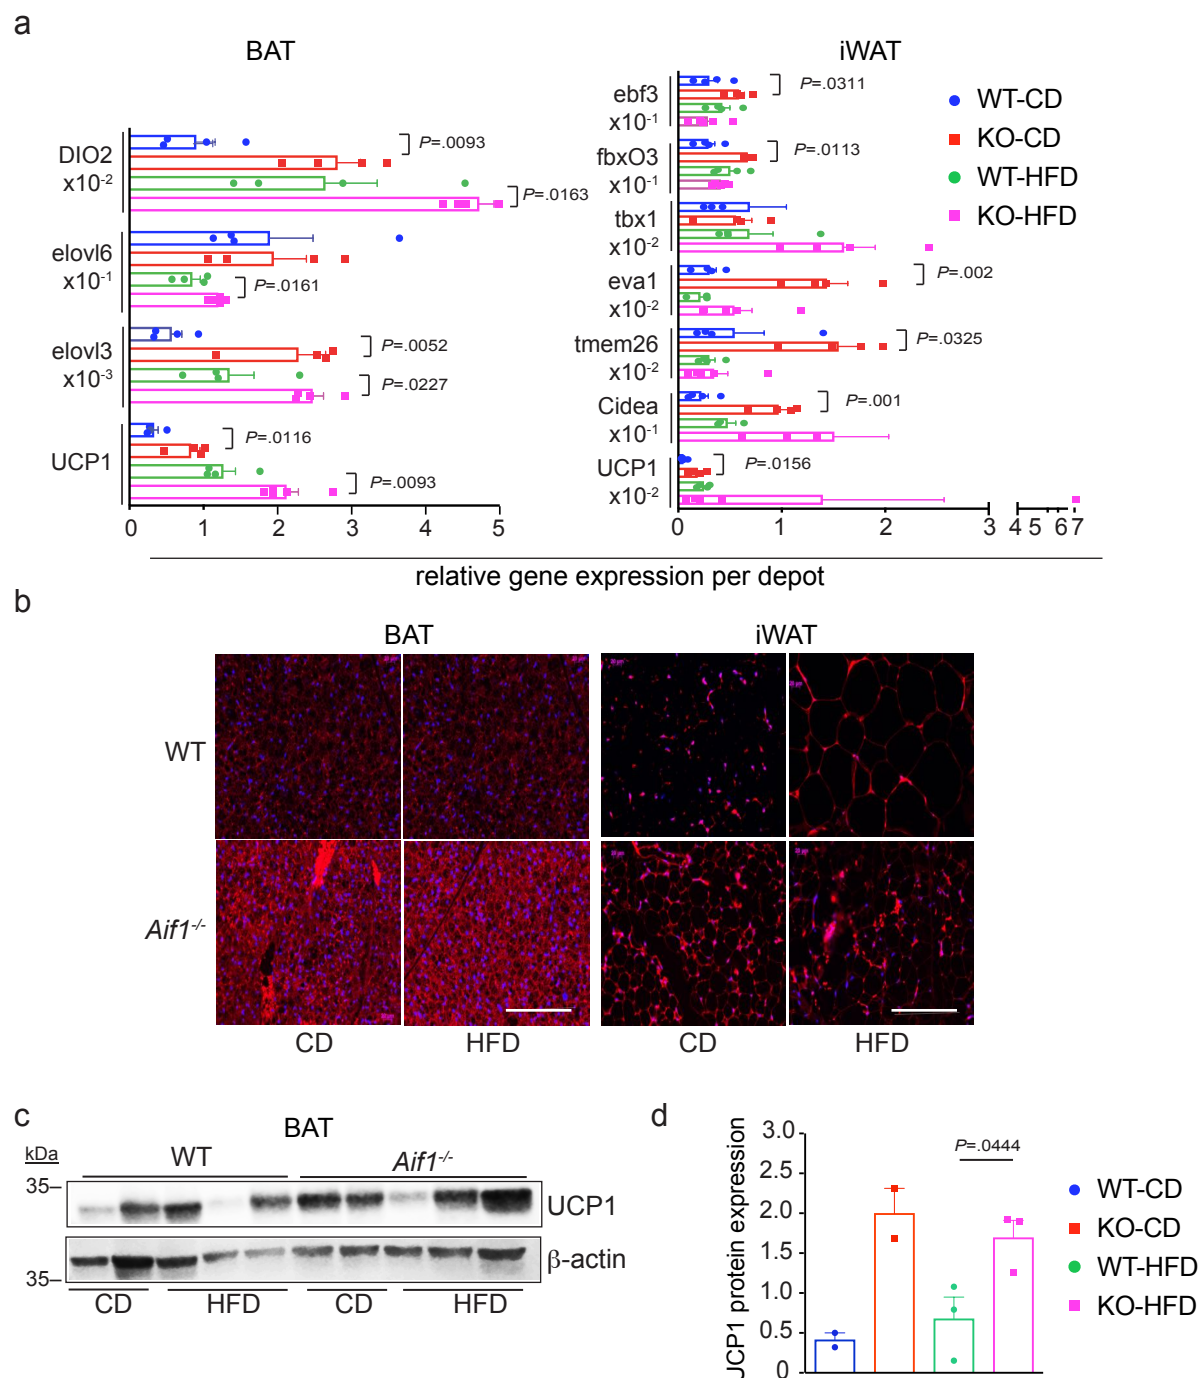 a
BAT
iWAT
DIO2
x10-2
P=.0093
P=.0163
elovl6
x10-1
P=.0161
elovl3
x10-3
P=.0052
P=.0227
UCP1
P=.0116
P=.0093
0 1 2 3 4 5
ebf3
x10-1
P=.0311
fbxO3
x10-1
P=.0113
tbx1
x10-2
eva1
x10-2
P=.002
tmem26
x10-2
P=.0325
Cidea
x10-1
P=.001
UCP1
x10-2
P=.0156
0 1 2 3 4 5 6 7
WT-CD
KO-CD
WT-HFD
KO-HFD
relative gene expression per depot
b
BAT iWAT
WT
Aif1-/-
CD HFD CD HFD
c
BAT
kDa
WT Aif1-/-
35–
UCP1
β-actin
35–
CD HFD CD HFD
d
UCP1 protein expression
3.0
2.5
2.0
1.5
1.0
0.5
0
P=.0444
WT-CD
KO-CD
WT-HFD
KO-HFD